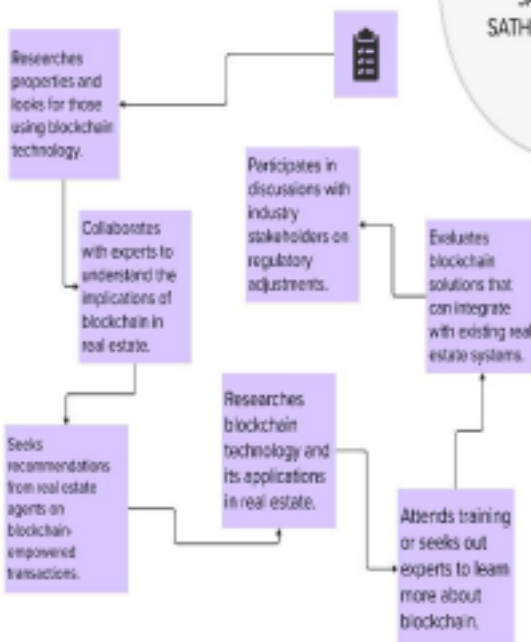 SATH
Researches
properties and
looks for those
using blockchain
technology.
Participates in
discussions with
industry
stakeholders on
regulatory
adjustments.
Collaborates
with experts to
understand the
implications of
blockchain in
real estate.
Evaluates
blockchain
solutions that
can integrate
with existing real
estate systems.
Researches
blockchain
technology and
its applications
in real estate.
Seeks
recommendations
from real estate
agents on
blockchain-
empowered
transactions.
Attends training
or seeks out
experts to learn
more about
blockchain.